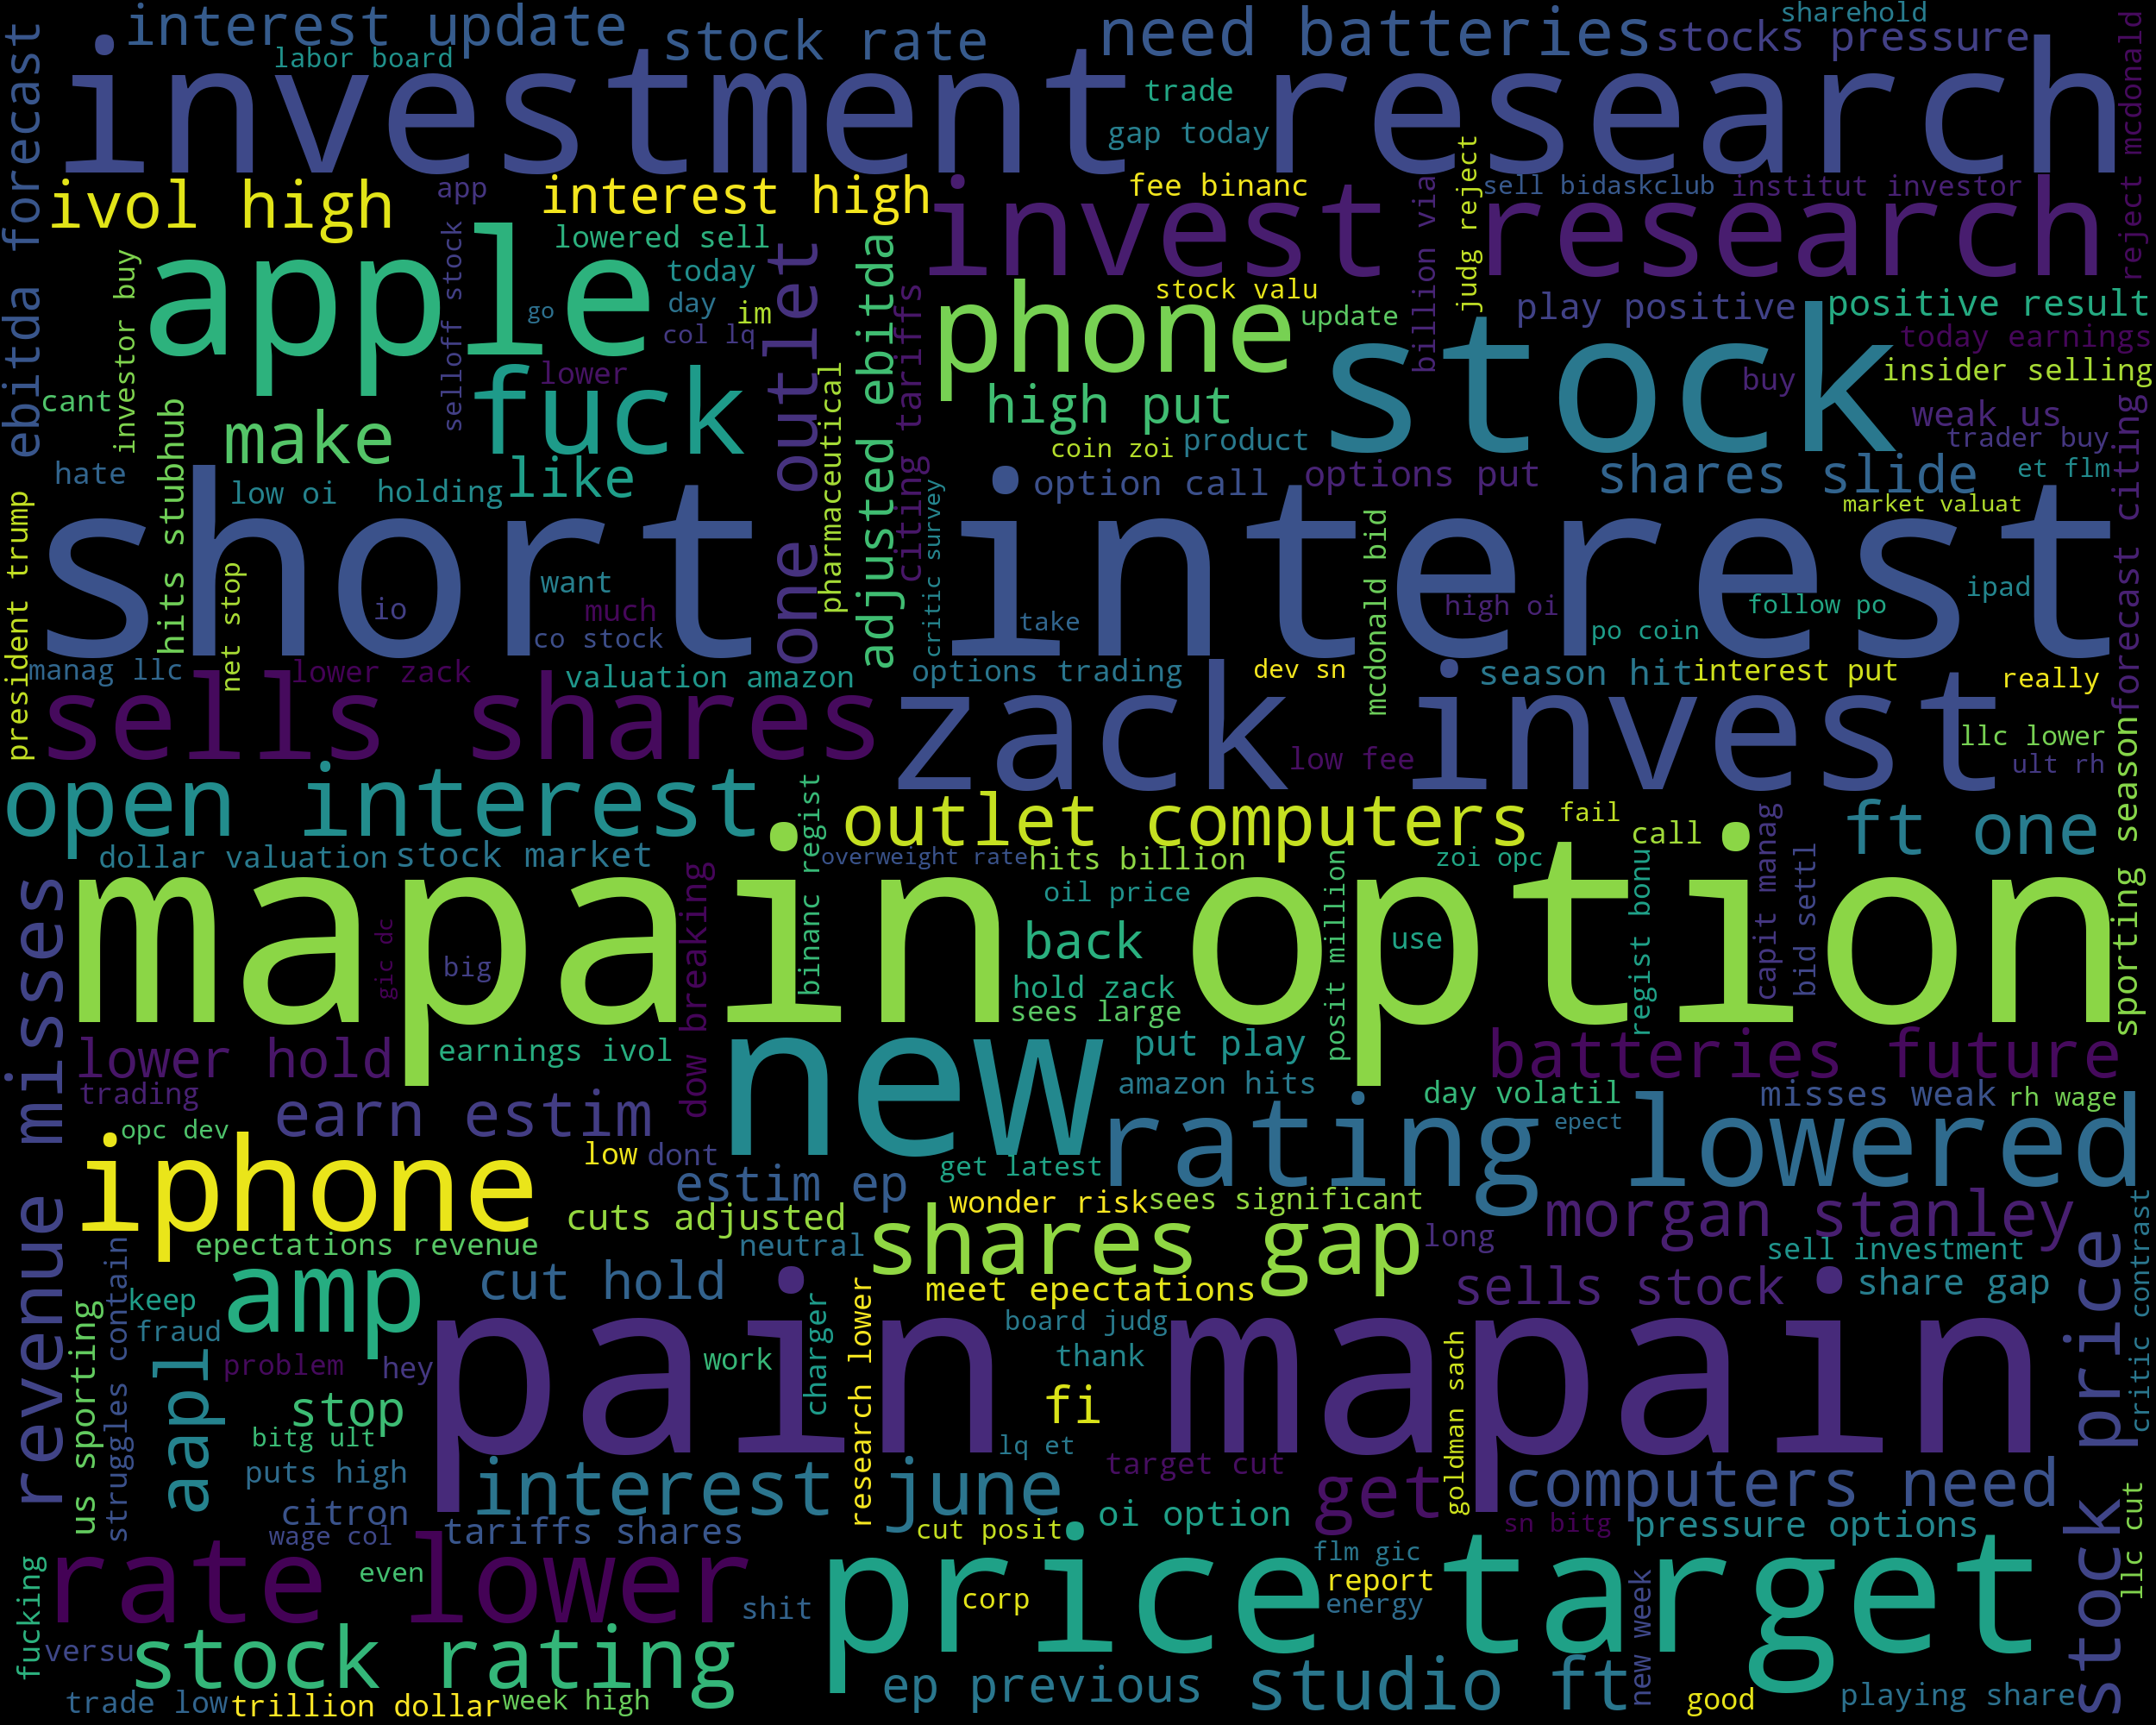 interest update
stock rate
need batteries
stocks pressure
sharehold
labor board
investment research
trade
gap today
ebitda forecast
reject mcdonald
ivol high
app
interest high
fee binanc
sell bidaskclub
institut investor
judg reject
billion via
invest research
apple
lowered sell
today
day
im
go
col lq
selloff stock
investor buy
one outlet
adjusted ebitda
citing tariffs
phone
stock valu
update
play positive
positive result
today earnings
stock
buy
insider selling
weak us
trader buy
cant
make
fuck
lower
high put
coin zoi
product
hate
low oi
holding
like
pharmaceutical
critic survey
option call
options put
shares slide
et flm
market valuat
forecast citing
hits stubhub
president trump
net stop
short interest
want
much
io
co stock
take
mcdonald bid
high oi
follow po
po coin
ipad
manag llc
lower zack
valuation amazon
options trading
dev sn
season hit
interest put
really
sells shares
zack invest
low fee
llc lower
ult rh
open interest
outlet computers
fail
call
ft one
dollar valuation
stock market
binanc regist
overweight rate
hits billion
zoi opc
oil price
posit million
regist bonu
capit manag
bid settl
sporting season
revenue misses
mapain option
gic dc
big
dow breaking
back
use
hold zack
sees large
lower hold
earnings ivol
new
put play
batteries future
trading
amazon hits
day volatil
misses weak
rh wage
earn estim
opc dev
rating lowered
epect
low
dont
get latest
iphone
estim ep
wonder risk
sees significant
morgan stanley
cuts adjusted
shares gap
long
epectations revenue
neutral
sell investment
amp
cut hold
meet epectations
sells stock
share gap
keep
fraud
struggles contain
us sporting
critic contrast
board judg
problem
hey
work
charger
research lower
thank
goldman sach
pain mapain
aapl
stop
fi
bitg ult
lq et
target cut
puts high
interest june
get
computers need
stock price
citron
oi option
wage col
tariffs shares
cut posit
sn bitg
pressure options
llc cut
flm gic
rate lower
even
price target
report
energy
corp
shit
fucking
versu
stock rating
new week
ep previous
studio ft
trade low
trillion dollar
week high
good
playing share